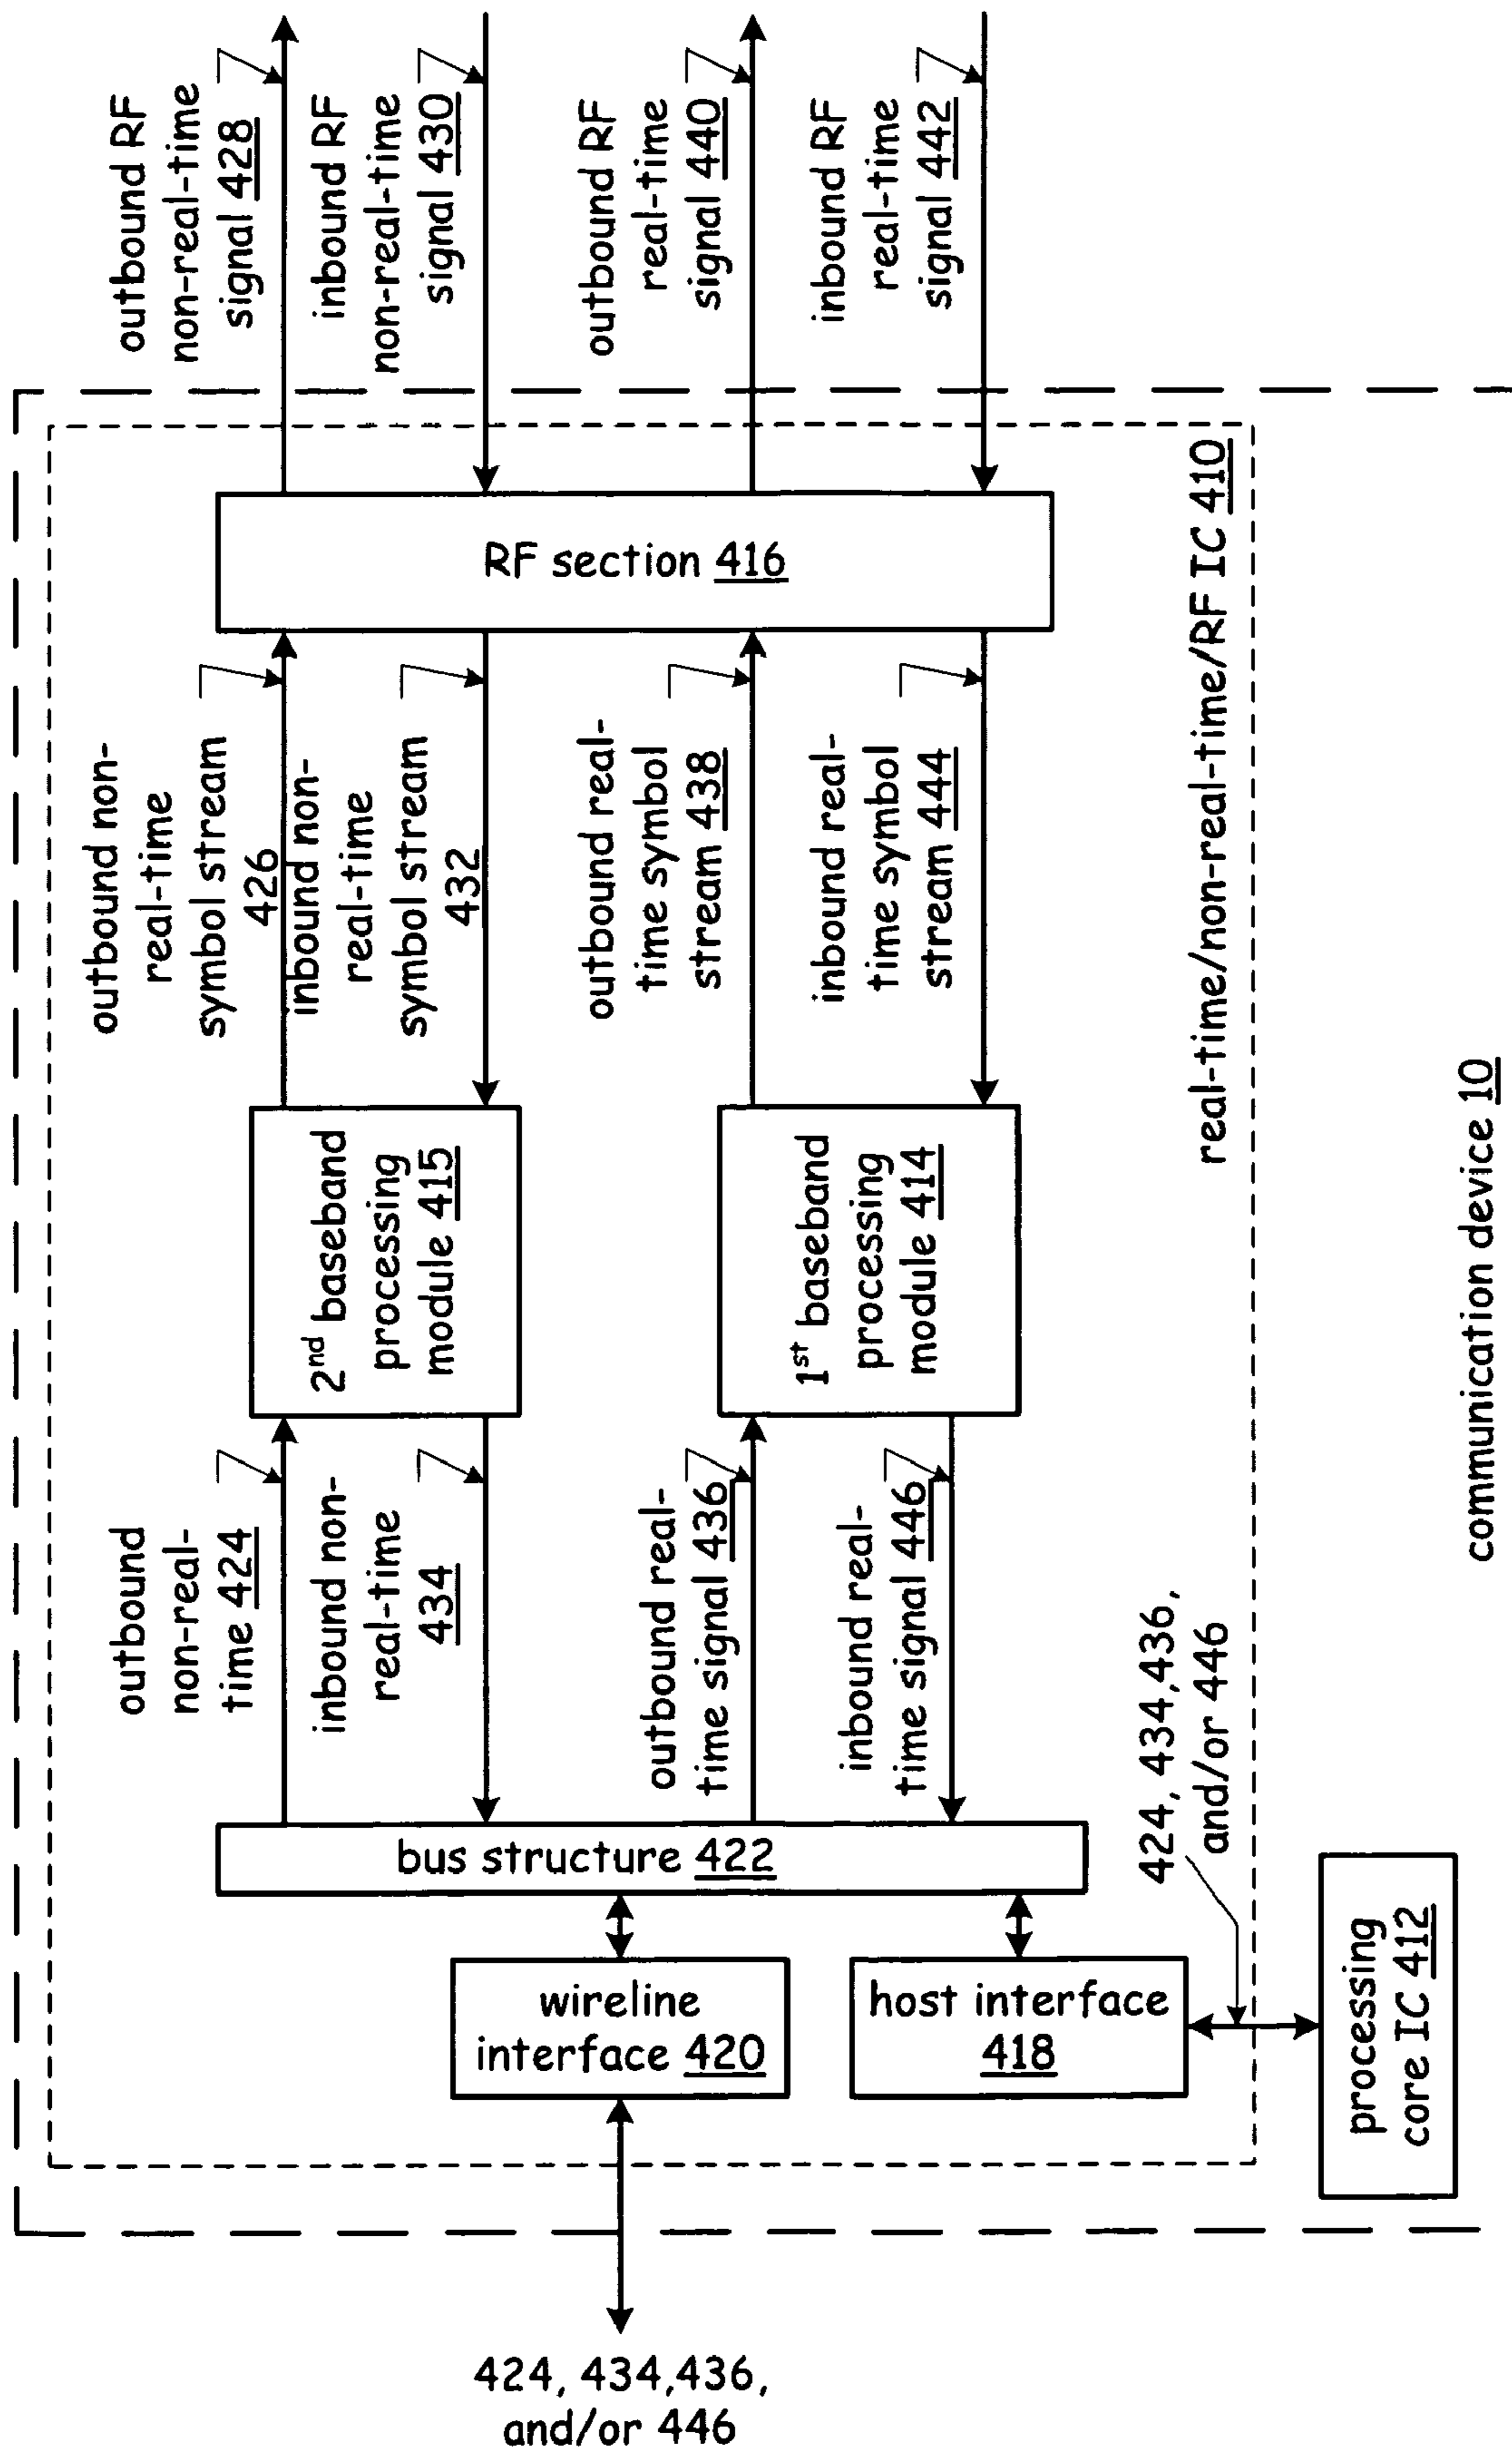 outbound RF
non-real-time
signal 428
inbound RF
non-real-time
signal 430
outbound RF
real-time
signal 440
inbound RF
real-time
signal 442
RF section 416
outbound non-
real-time
symbol stream
426
inbound non-
real-time
symbol stream
432
outbound real-
time symbol
stream 438
inbound real-
time symbol
stream 444
2nd baseband
processing
module 415
1st baseband
processing
module 414
outbound
non-real-
time 424
inbound non-
real-time
434
outbound real-
time signal 436
inbound real-
time signal 446
bus structure 422
wireline
interface 420
host interface
418
424, 434,436,
and/or 446
processing
core IC 412
424, 434,436,
and/or 446
real-time/non-real-time/RF IC 410
communication device 10